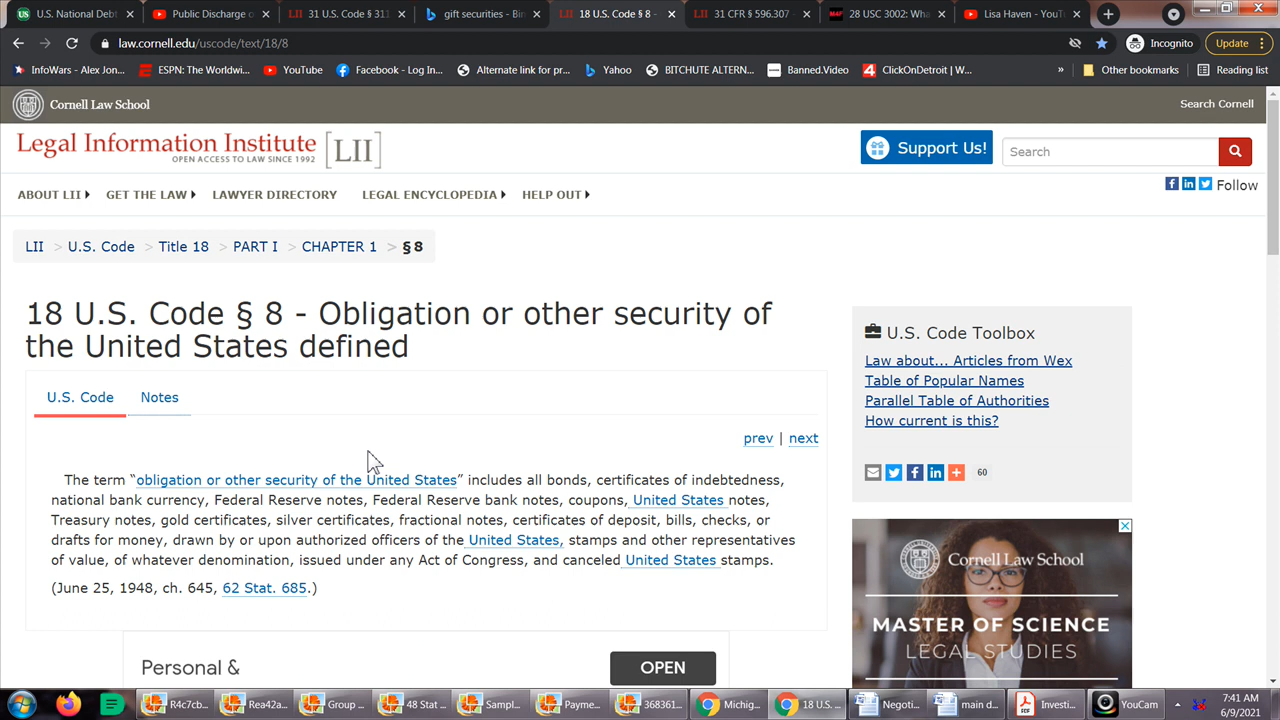 U.S. National Debt
Public Discharge o
31 U.S. Code § 311
gift securities - Bi
18 U.S. Code § 8 -
31 CFR § 596.307 -
28 USC 3002: Wh
Lisa Haven - YouT
law.cornell.edu/uscode/text/18/8
Incognito
Update
InfoWars - Alex Jon...
ESPN: The Worldwi...
YouTube
Facebook - Log In...
Alternate link for pr...
Yahoo
BITCHUTE ALTERN...
Banned.Video
ClickOnDetroit | W...
»
Other bookmarks
Reading list
Cornell Law School
Search Cornell
Legal Information Institute [LII]
OPEN ACCESS TO LAW SINCE 1992
Support Us!
Search
ABOUT LII
GET THE LAW
LAWYER DIRECTORY
LEGAL ENCYCLOPEDIA
HELP OUT
Follow
LII > U.S. Code > Title 18 > PART I > CHAPTER 1 > § 8
18 U.S. Code § 8 - Obligation or other security of
the United States defined
U.S. Code
Notes
prev | next
The term “obligation or other security of the United States” includes all bonds, certificates of indebtedness,
national bank currency, Federal Reserve notes, Federal Reserve bank notes, coupons, United States notes,
Treasury notes, gold certificates, silver certificates, fractional notes, certificates of deposit, bills, checks, or
drafts for money, drawn by or upon authorized officers of the United States, stamps and other representatives
of value, of whatever denomination, issued under any Act of Congress, and canceled United States stamps.
(June 25, 1948, ch. 645, 62 Stat. 685.)
Personal &
OPEN
U.S. Code Toolbox
Law about... Articles from Wex
Table of Popular Names
Parallel Table of Authorities
How current is this?
60
Cornell Law School
MASTER OF SCIENCE
LEGAL STUDIES
R4c7cb...
Rea42a...
Group ...
48 Stat ...
Sampl...
Payme...
368361...
Michig...
18 U.S. ...
Negoti...
main d...
Investi...
YouCam
7:41 AM
6/9/2021